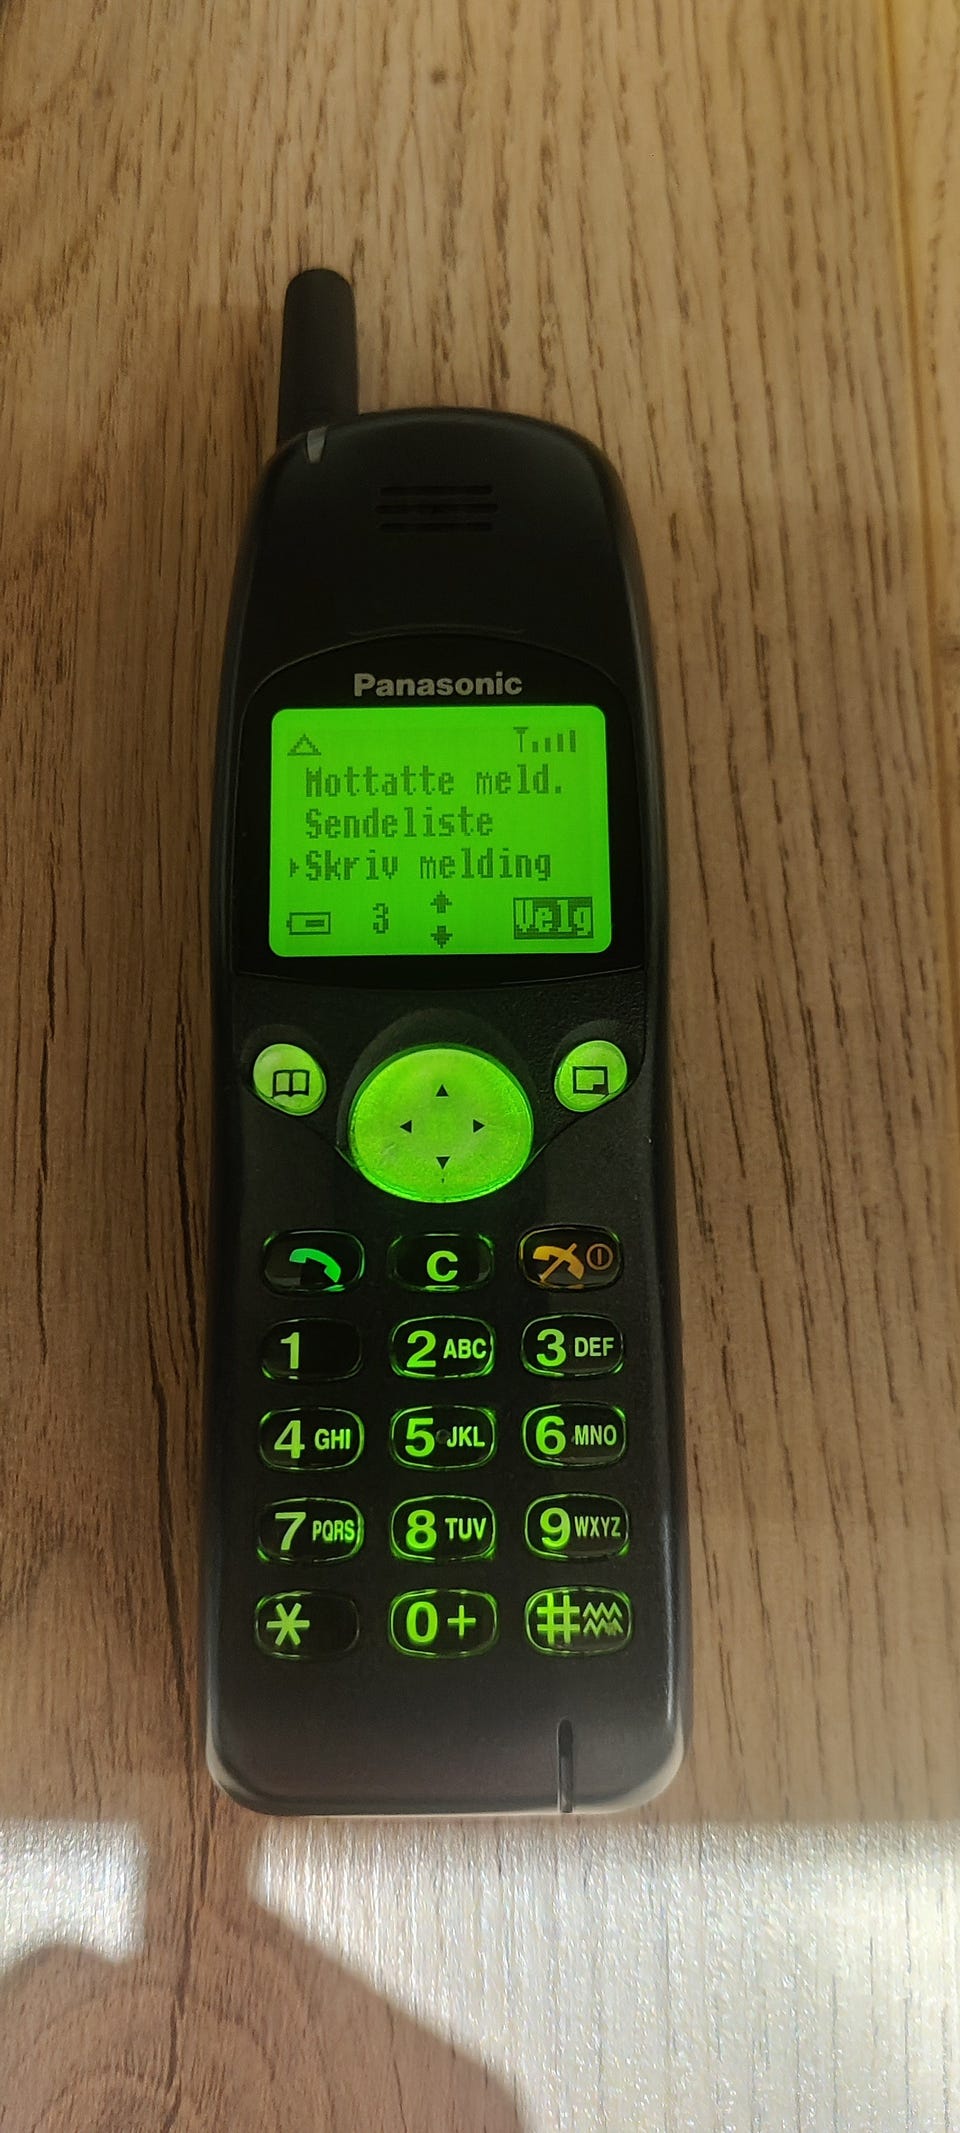 Panasonic
Mottatte meld.
Sendeliste
Skriv melding
3 Velg
C
1 2 ABC 3 DEF
4 GHI 5 JKL 6 MNO
7 PQRS 8 TUV 9 WXYZ
* 0 + #